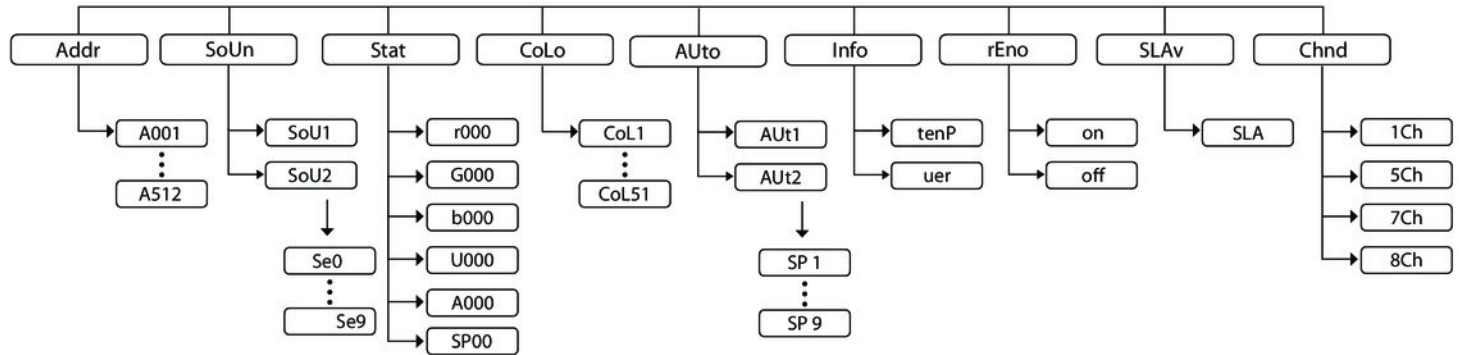 Addr
SoUn
Stat
CoLo
AUto
Info
rEno
SLAv
Chnd
A001
A512
SoU1
SoU2
Se0
Se9
r000
G000
b000
U000
A000
SP00
CoL1
CoL51
AUt1
AUt2
SP 1
SP 9
tenP
uer
on
off
SLA
1Ch
5Ch
7Ch
8Ch